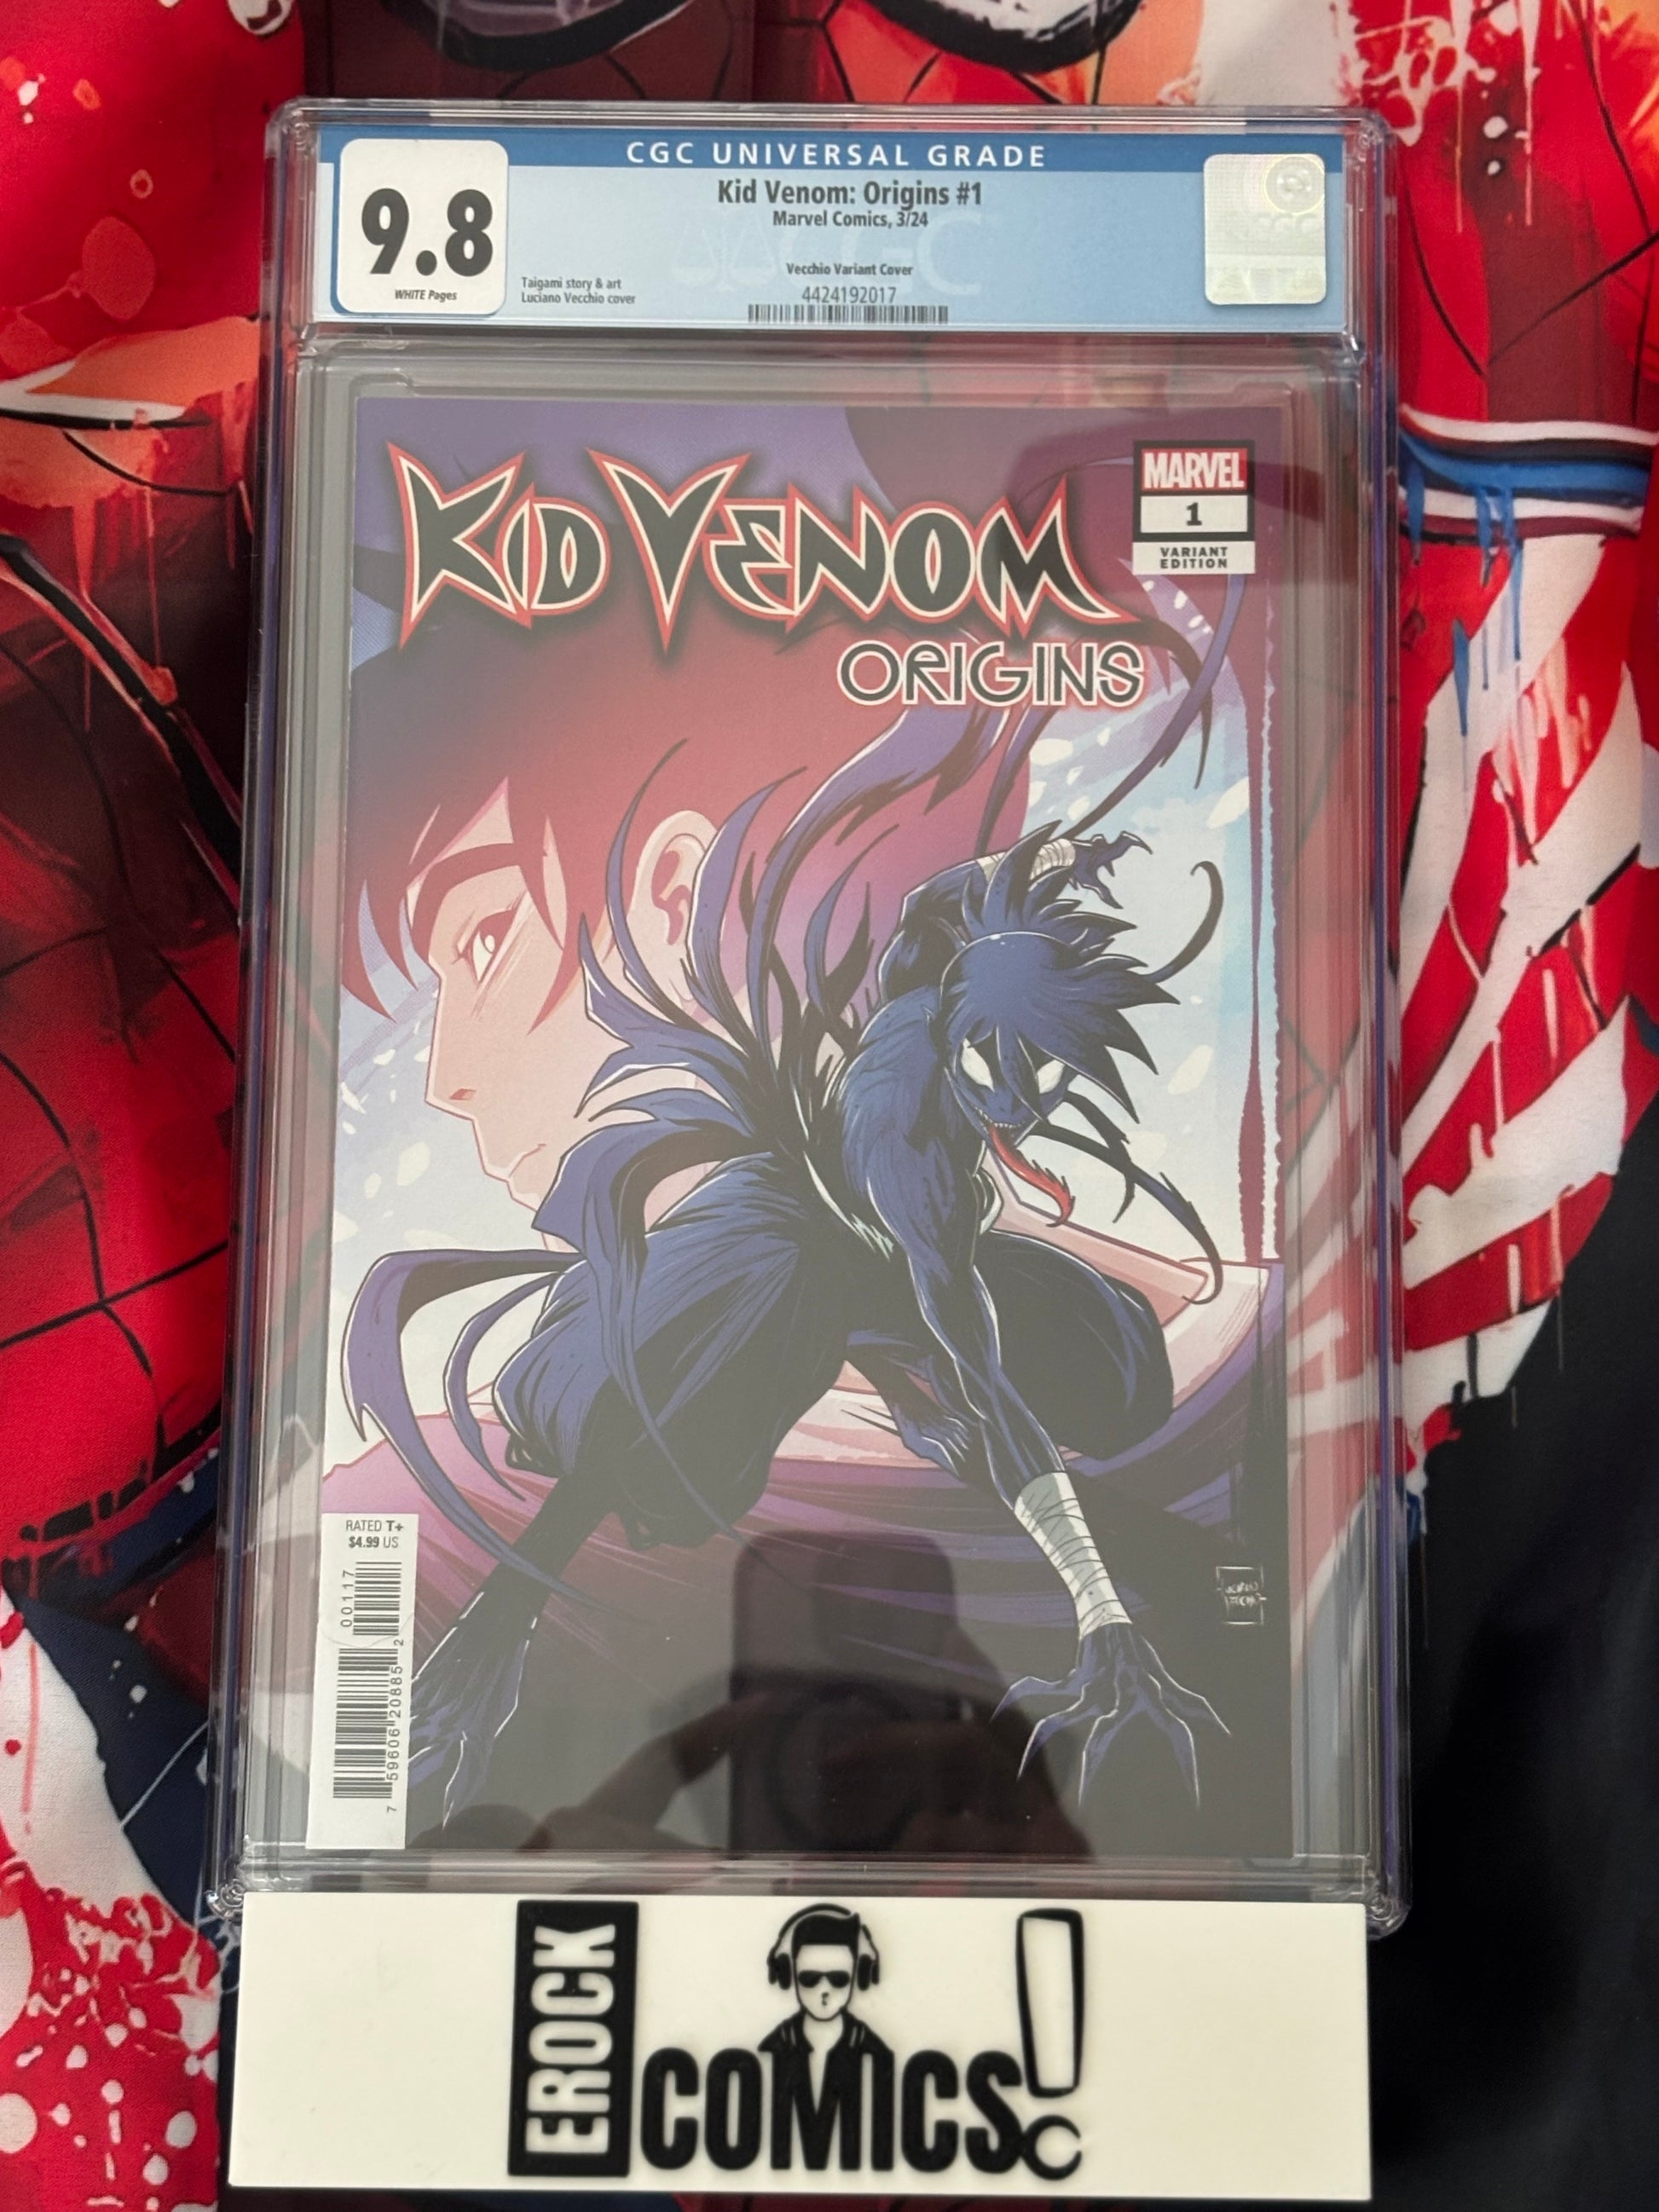 CGC UNIVERSAL GRADE
9.8
WHITE Pages
Kid Venom: Origins #1
Marvel Comics, 3/24
Vecchio Variant Cover
Taigami story & art
Luciano Vecchio cover
4424192017
KID VENOM
ORIGINS
MARVEL
1
VARIANT
EDITION
RATED T+
$4.99 US
00117
7 59606 20885 2
EROCK
COMICS!